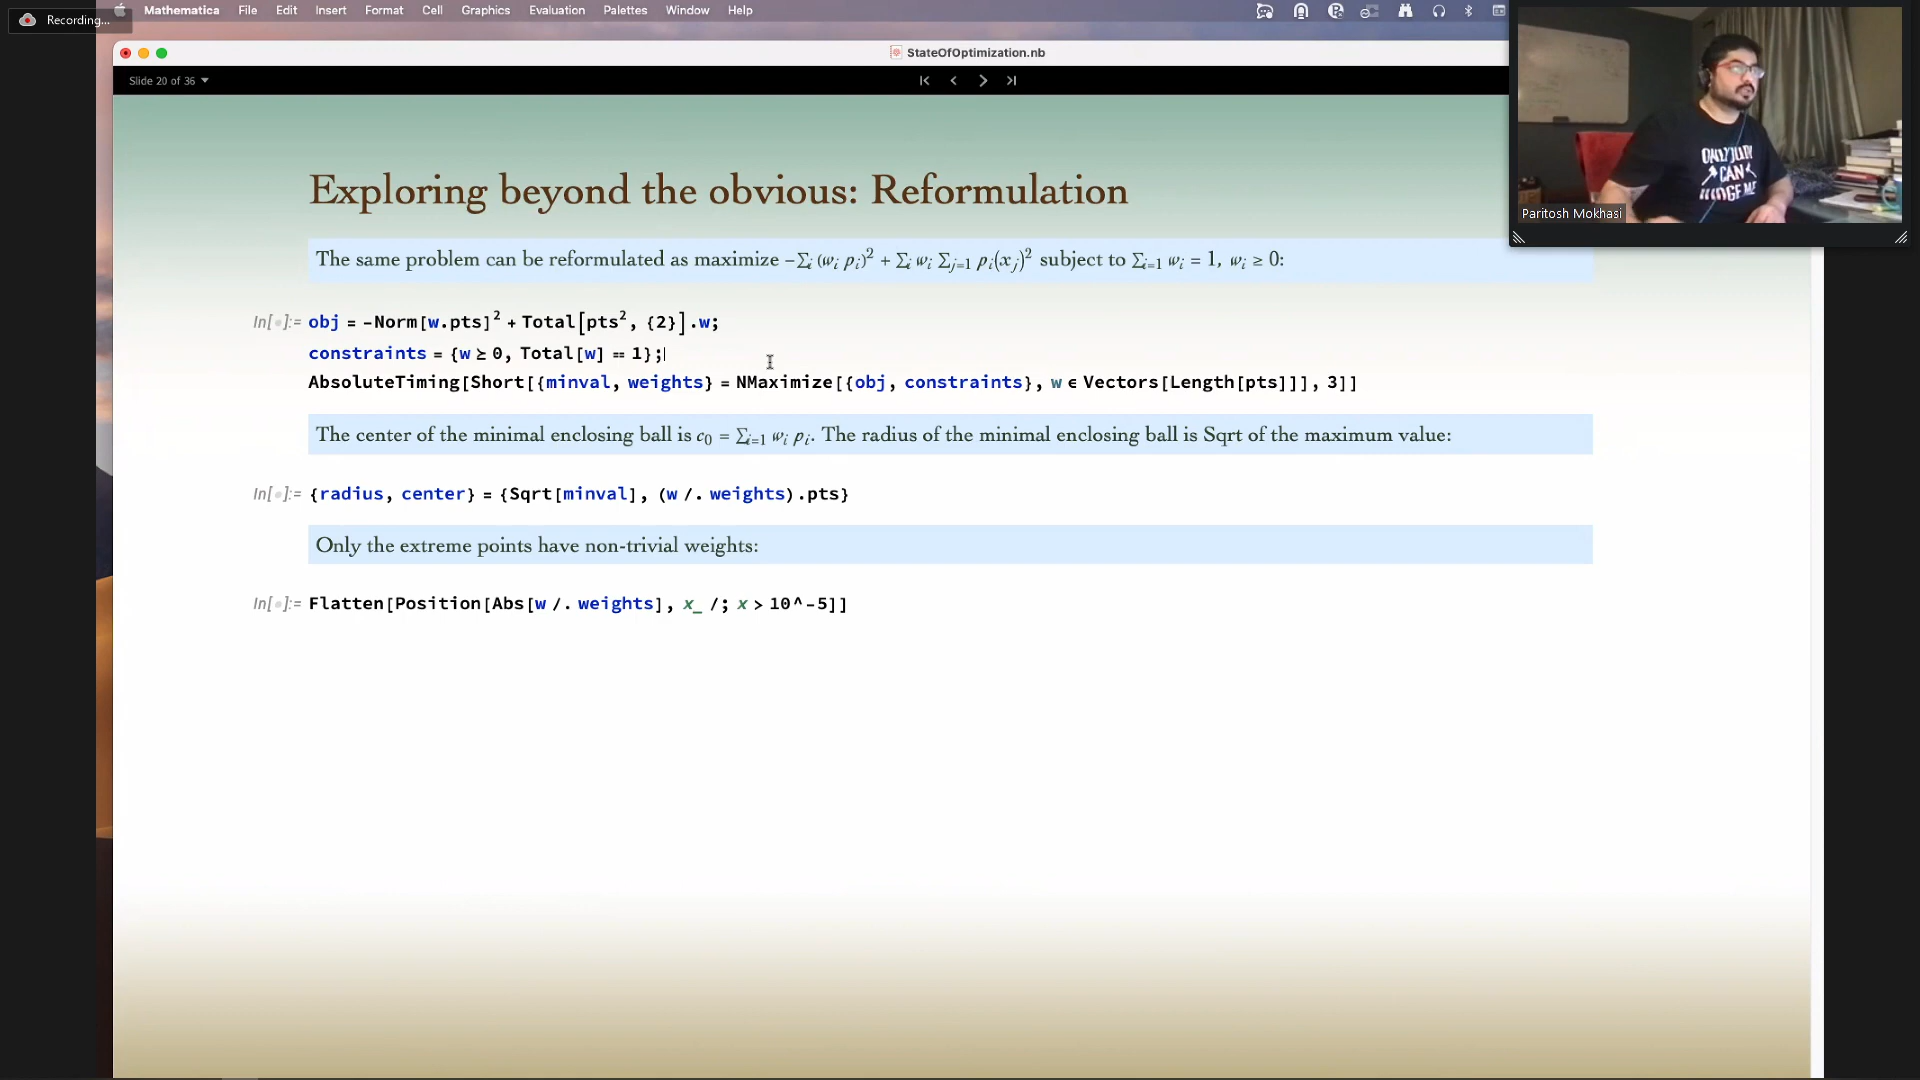 Recording...
Mathematica File Edit Insert Format Cell Graphics Evaluation Palettes Window Help
StateOfOptimization.nb
Slide 20 of 36
Exploring beyond the obvious: Reformulation
The same problem can be reformulated as maximize -∑ᵢ (wᵢ pᵢ)² + ∑ᵢ wᵢ ∑ⱼ₌₁ pᵢ(xⱼ)² subject to ∑ᵢ₌₁ wᵢ = 1, wᵢ ≥ 0:
In[ ]:= obj = -Norm[w.pts]² + Total[pts², {2}].w;
constraints = {w ⪰ 0, Total[w] == 1};
AbsoluteTiming[Short[{minval, weights} = NMaximize[{obj, constraints}, w ∈ Vectors[Length[pts]]], 3]]
The center of the minimal enclosing ball is c₀ = ∑ᵢ₌₁ wᵢ pᵢ. The radius of the minimal enclosing ball is Sqrt of the maximum value:
In[ ]:= {radius, center} = {Sqrt[minval], (w /. weights).pts}
Only the extreme points have non-trivial weights:
In[ ]:= Flatten[Position[Abs[w /. weights], x_ /; x > 10^-5]]
ONLY JUDY
CAN
JUDGE ME
Paritosh Mokhasi